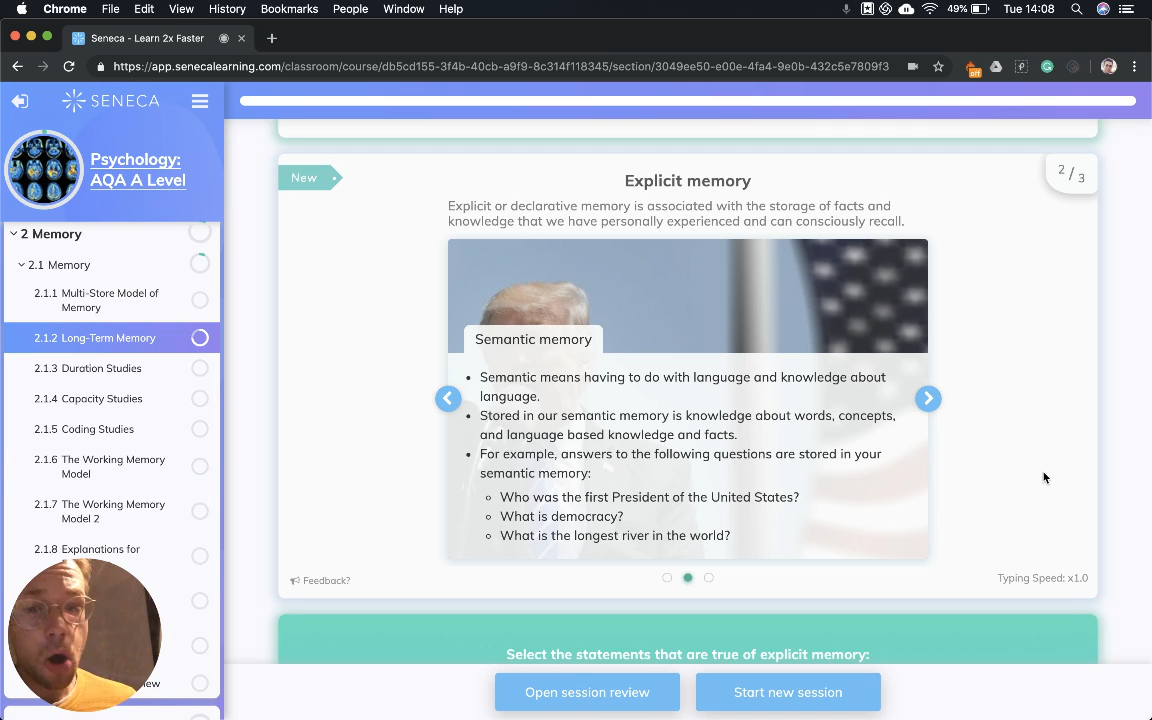 Chrome File Edit View History Bookmarks People Window Help 49% Tue 14:08
Seneca - Learn 2x Faster
https://app.senecalearning.com/classroom/course/db5cd155-3f4b-40cb-a9f9-8c314f118345/section/3049ee50-e00e-4fa4-9e0b-432c5e7809f3
off
SENECA
Psychology:
AQA A Level
2 Memory
2.1 Memory
2.1.1 Multi-Store Model of
Memory
2.1.2 Long-Term Memory
2.1.3 Duration Studies
2.1.4 Capacity Studies
2.1.5 Coding Studies
2.1.6 The Working Memory
Model
2.1.7 The Working Memory
Model 2
2.1.8 Explanations for
New
2 / 3
Explicit memory
Explicit or declarative memory is associated with the storage of facts and
knowledge that we have personally experienced and can consciously recall.
Semantic memory
• Semantic means having to do with language and knowledge about
language.
• Stored in our semantic memory is knowledge about words, concepts,
and language based knowledge and facts.
• For example, answers to the following questions are stored in your
semantic memory:
Who was the first President of the United States?
What is democracy?
What is the longest river in the world?
Feedback?
Typing Speed: x1.0
Select the statements that are true of explicit memory:
Open session review
Start new session